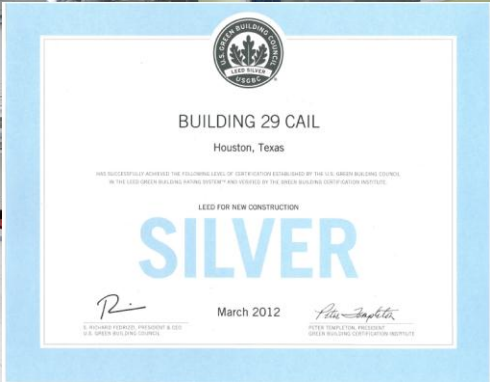 U.S. GREEN BUILDING COUNCIL
LEED SILVER
USGBC
BUILDING 29 CAIL
Houston, Texas
HAS SUCCESSFULLY ACHIEVED THE FOLLOWING LEVEL OF CERTIFICATION ESTABLISHED BY THE U.S. GREEN BUILDING COUNCIL
IN THE LEED GREEN BUILDING RATING SYSTEM™ AND VERIFIED BY THE GREEN BUILDING CERTIFICATION INSTITUTE.
LEED FOR NEW CONSTRUCTION
SILVER
March 2012
Peter Templeton
S. RICHARD FEDRIZZI, PRESIDENT & CEO
U.S. GREEN BUILDING COUNCIL
PETER TEMPLETON, PRESIDENT
GREEN BUILDING CERTIFICATION INSTITUTE